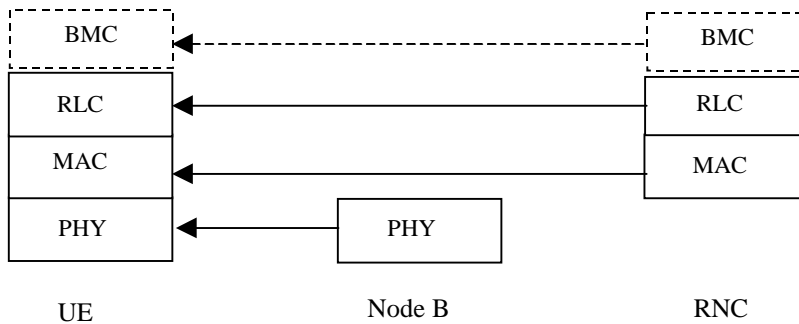 BMC BMC
RLC RLC
MAC MAC
PHY PHY
UE Node B RNC